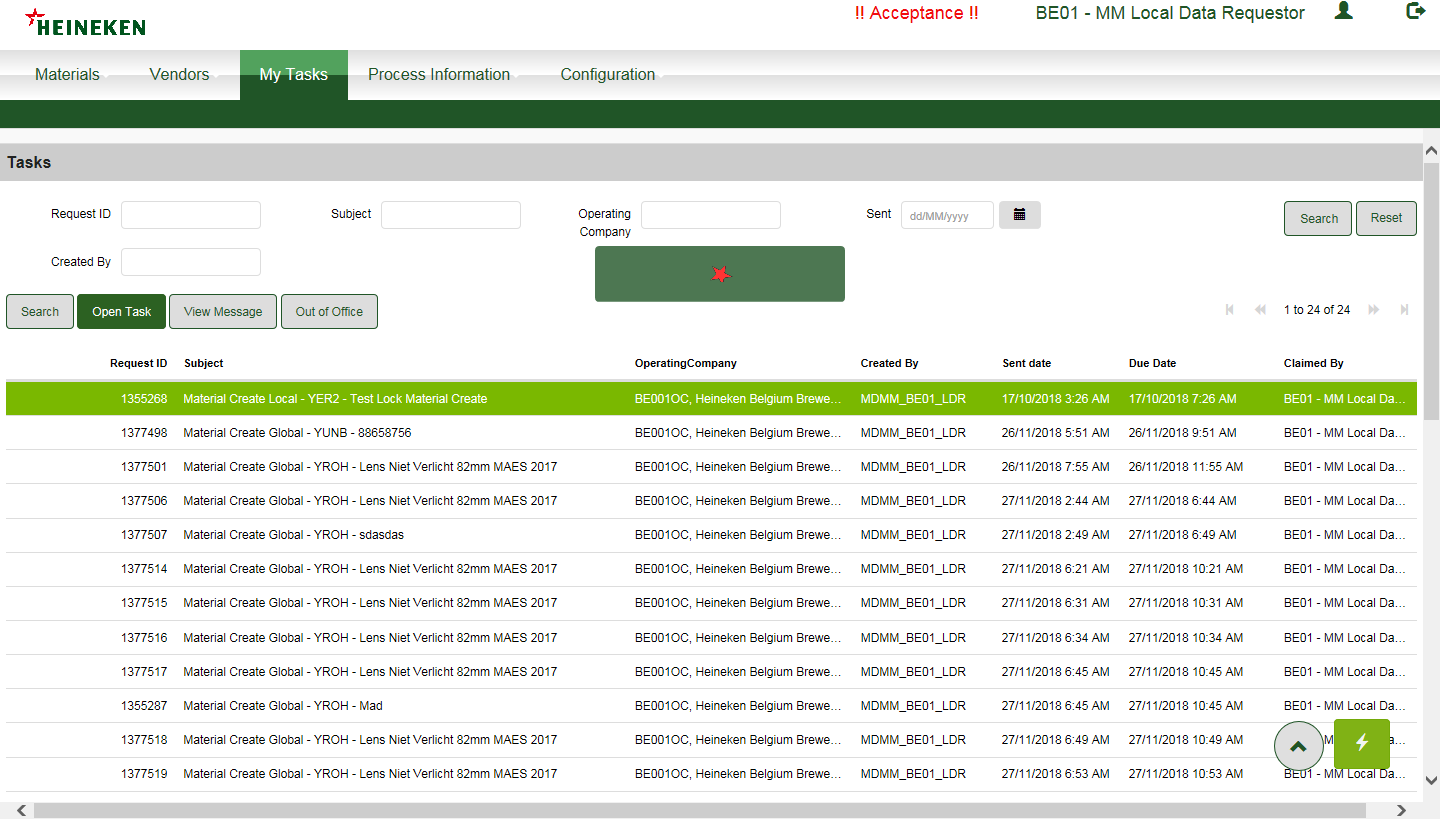 HEINEKEN
!! Acceptance !! BE01 - MM Local Data Requestor
Materials Vendors My Tasks Process Information Configuration
Tasks
Request ID Subject Operating Company Sent dd/MM/yyyy Search Reset
Created By
Search Open Task View Message Out of Office 1 to 24 of 24
Request ID Subject OperatingCompany Created By Sent date Due Date Claimed By
1355268 Material Create Local - YER2 - Test Lock Material Create BE001OC, Heineken Belgium Brewe... MDMM_BE01_LDR 17/10/2018 3:26 AM 17/10/2018 7:26 AM BE01 - MM Local Da...
1377498 Material Create Global - YUNB - 88658756 BE001OC, Heineken Belgium Brewe... MDMM_BE01_LDR 26/11/2018 5:51 AM 26/11/2018 9:51 AM BE01 - MM Local Da...
1377501 Material Create Global - YROH - Lens Niet Verlicht 82mm MAES 2017 BE001OC, Heineken Belgium Brewe... MDMM_BE01_LDR 26/11/2018 7:55 AM 26/11/2018 11:55 AM BE01 - MM Local Da...
1377506 Material Create Global - YROH - Lens Niet Verlicht 82mm MAES 2017 BE001OC, Heineken Belgium Brewe... MDMM_BE01_LDR 27/11/2018 2:44 AM 27/11/2018 6:44 AM BE01 - MM Local Da...
1377507 Material Create Global - YROH - sdasdas BE001OC, Heineken Belgium Brewe... MDMM_BE01_LDR 27/11/2018 2:49 AM 27/11/2018 6:49 AM BE01 - MM Local Da...
1377514 Material Create Global - YROH - Lens Niet Verlicht 82mm MAES 2017 BE001OC, Heineken Belgium Brewe... MDMM_BE01_LDR 27/11/2018 6:21 AM 27/11/2018 10:21 AM BE01 - MM Local Da...
1377515 Material Create Global - YROH - Lens Niet Verlicht 82mm MAES 2017 BE001OC, Heineken Belgium Brewe... MDMM_BE01_LDR 27/11/2018 6:31 AM 27/11/2018 10:31 AM BE01 - MM Local Da...
1377516 Material Create Global - YROH - Lens Niet Verlicht 82mm MAES 2017 BE001OC, Heineken Belgium Brewe... MDMM_BE01_LDR 27/11/2018 6:34 AM 27/11/2018 10:34 AM BE01 - MM Local Da...
1377517 Material Create Global - YROH - Lens Niet Verlicht 82mm MAES 2017 BE001OC, Heineken Belgium Brewe... MDMM_BE01_LDR 27/11/2018 6:45 AM 27/11/2018 10:45 AM BE01 - MM Local Da...
1355287 Material Create Global - YROH - Mad BE001OC, Heineken Belgium Brewe... MDMM_BE01_LDR 27/11/2018 6:45 AM 27/11/2018 10:45 AM BE01 - MM Local Da...
1377518 Material Create Global - YROH - Lens Niet Verlicht 82mm MAES 2017 BE001OC, Heineken Belgium Brewe... MDMM_BE01_LDR 27/11/2018 6:49 AM 27/11/2018 10:49 AM
1377519 Material Create Global - YROH - Lens Niet Verlicht 82mm MAES 2017 BE001OC, Heineken Belgium Brewe... MDMM_BE01_LDR 27/11/2018 6:53 AM 27/11/2018 10:53 AM BE01 - MM Local Da...